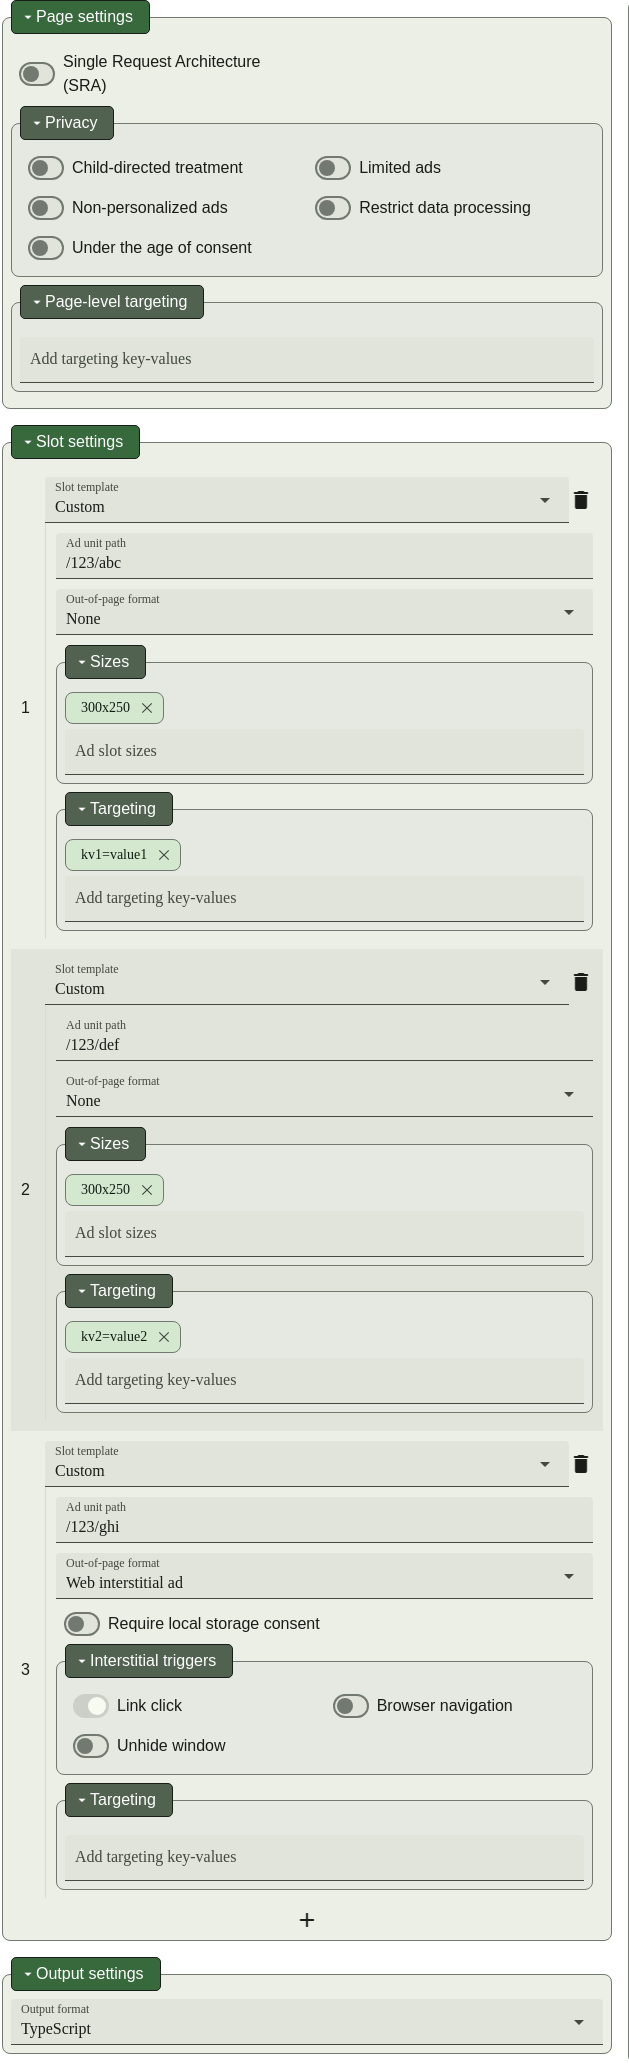 Page settings
Single Request Architecture
(SRA)
Privacy
Child-directed treatment
Limited ads
Non-personalized ads
Restrict data processing
Under the age of consent
Page-level targeting
Add targeting key-values
Slot settings
1
Slot template
Custom
Ad unit path
/123/abc
Out-of-page format
None
Sizes
300x250
Ad slot sizes
Targeting
kv1=value1
Add targeting key-values
2
Slot template
Custom
Ad unit path
/123/def
Out-of-page format
None
Sizes
300x250
Ad slot sizes
Targeting
kv2=value2
Add targeting key-values
3
Slot template
Custom
Ad unit path
/123/ghi
Out-of-page format
Web interstitial ad
Require local storage consent
Interstitial triggers
Link click
Browser navigation
Unhide window
Targeting
Add targeting key-values
+
Output settings
Output format
TypeScript